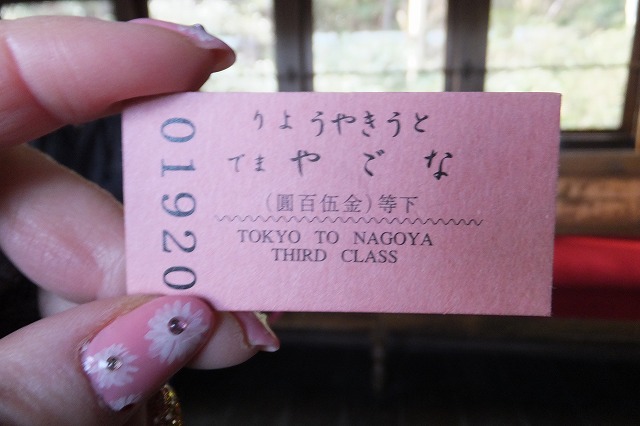 01920
とうきやうより
なごやまで
下等(金伍百圓)
TOKYO TO NAGOYA
THIRD CLASS